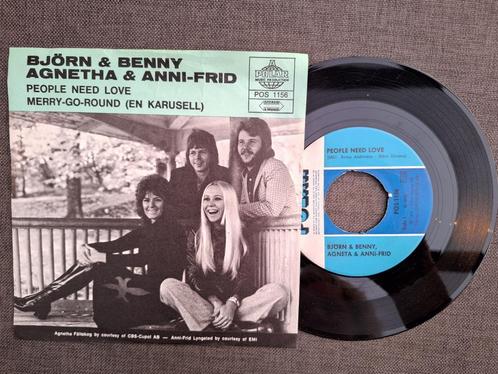 BJÖRN & BENNY
AGNETHA & ANNI-FRID
PEOPLE NEED LOVE
MERRY-GO-ROUND (EN KARUSELL)
POLAR
MUSIC PRODUCTION
POS 1156
Agnetha Fältskog by courtesy of CBS-Cupol AB — Anni-Frid Lyngstad by courtesy of EMI
PEOPLE NEED LOVE
POS 1156
BJÖRN & BENNY,
AGNETA & ANNI-FRID